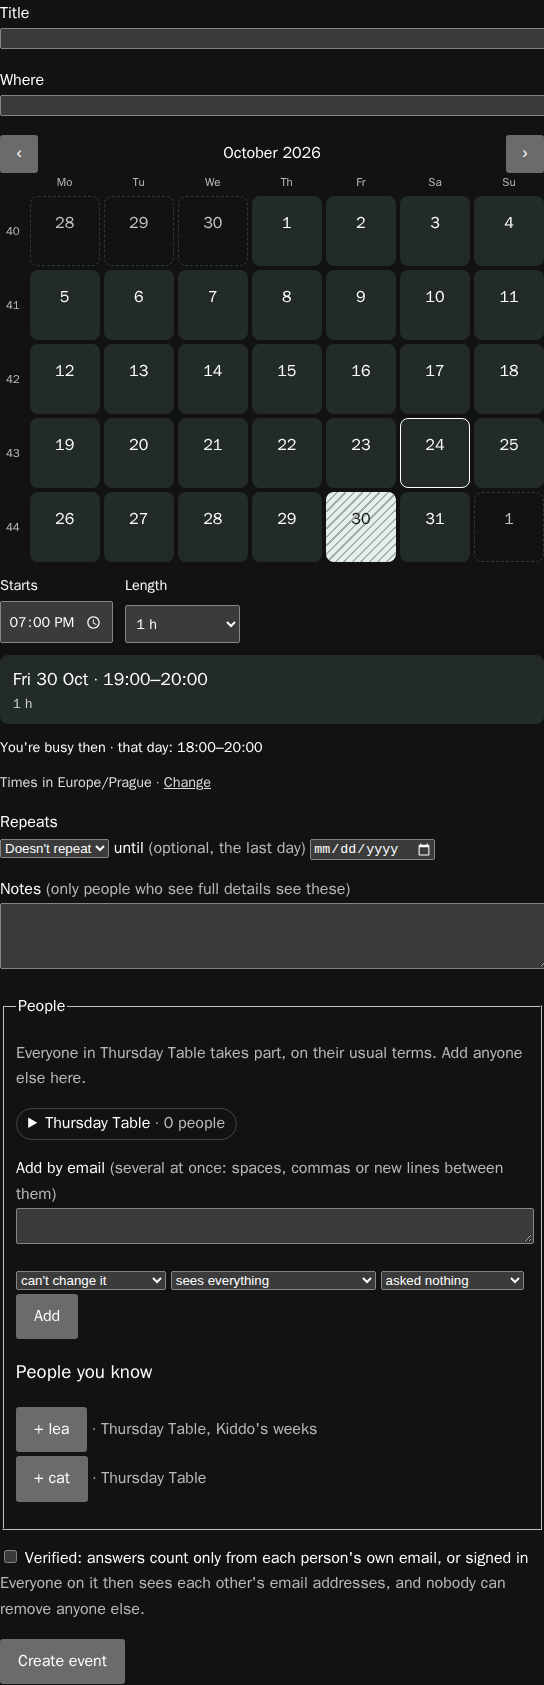 Title
Where
‹ October 2026 ›
Mo Tu We Th Fr Sa Su
40 28 29 30 1 2 3 4
41 5 6 7 8 9 10 11
42 12 13 14 15 16 17 18
43 19 20 21 22 23 24 25
44 26 27 28 29 30 31 1
Starts Length
07:00 PM 1 h
Fri 30 Oct · 19:00–20:00
1 h
You're busy then · that day: 18:00–20:00
Times in Europe/Prague · Change
Repeats
Doesn't repeat until (optional, the last day) mm/dd/yyyy
Notes (only people who see full details see these)
People
Everyone in Thursday Table takes part, on their usual terms. Add anyone
else here.
▶ Thursday Table · 0 people
Add by email (several at once: spaces, commas or new lines between
them)
can't change it sees everything asked nothing
Add
People you know
+ lea · Thursday Table, Kiddo's weeks
+ cat · Thursday Table
Verified: answers count only from each person's own email, or signed in
Everyone on it then sees each other's email addresses, and nobody can
remove anyone else.
Create event